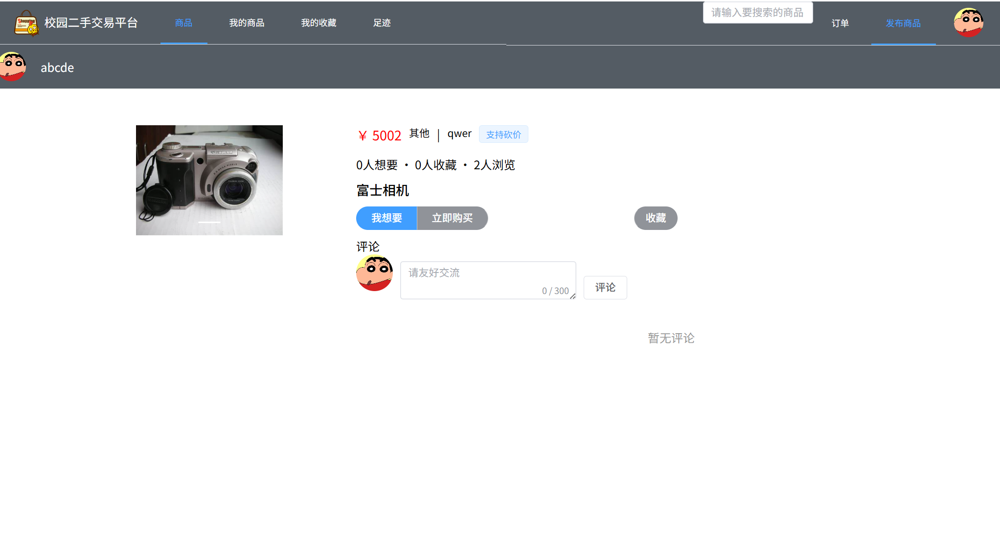 校园二手交易平台 商品 我的商品 我的收藏 足迹 请输入要搜索的商品 订单 发布商品
abcde
¥ 5002 其他 | qwer 支持砍价
0人想要 · 0人收藏 · 2人浏览
富士相机
我想要 立即购买 收藏
评论
请友好交流
0 / 300
评论
暂无评论
Shopping
FUJIFILM